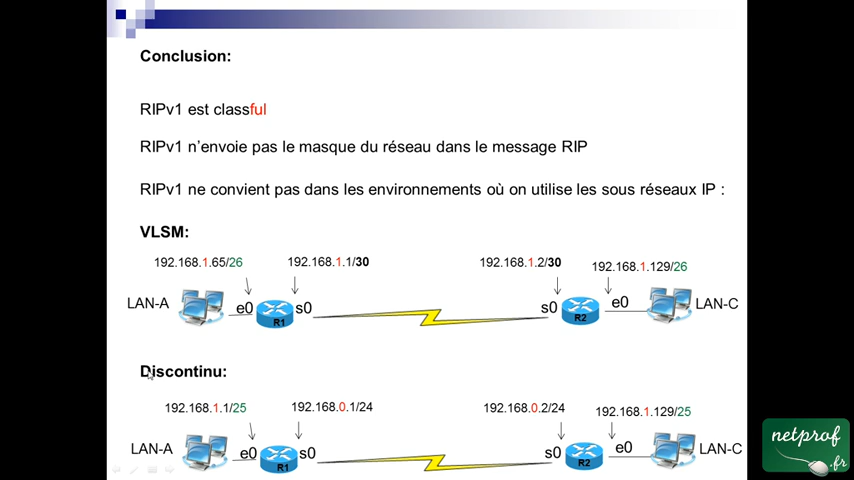 Conclusion:
RIPv1 est classful
RIPv1 n'envoie pas le masque du réseau dans le message RIP
RIPv1 ne convient pas dans les environnements où on utilise les sous réseaux IP :
VLSM:
192.168.1.65/26 192.168.1.1/30 192.168.1.2/30 192.168.1.129/26
LAN-A e0 R1 s0 s0 R2 e0 LAN-C
Discontinu:
192.168.1.1/25 192.168.0.1/24 192.168.0.2/24 192.168.1.129/25
LAN-A e0 R1 s0 s0 R2 e0 LAN-C
netprof
.fr